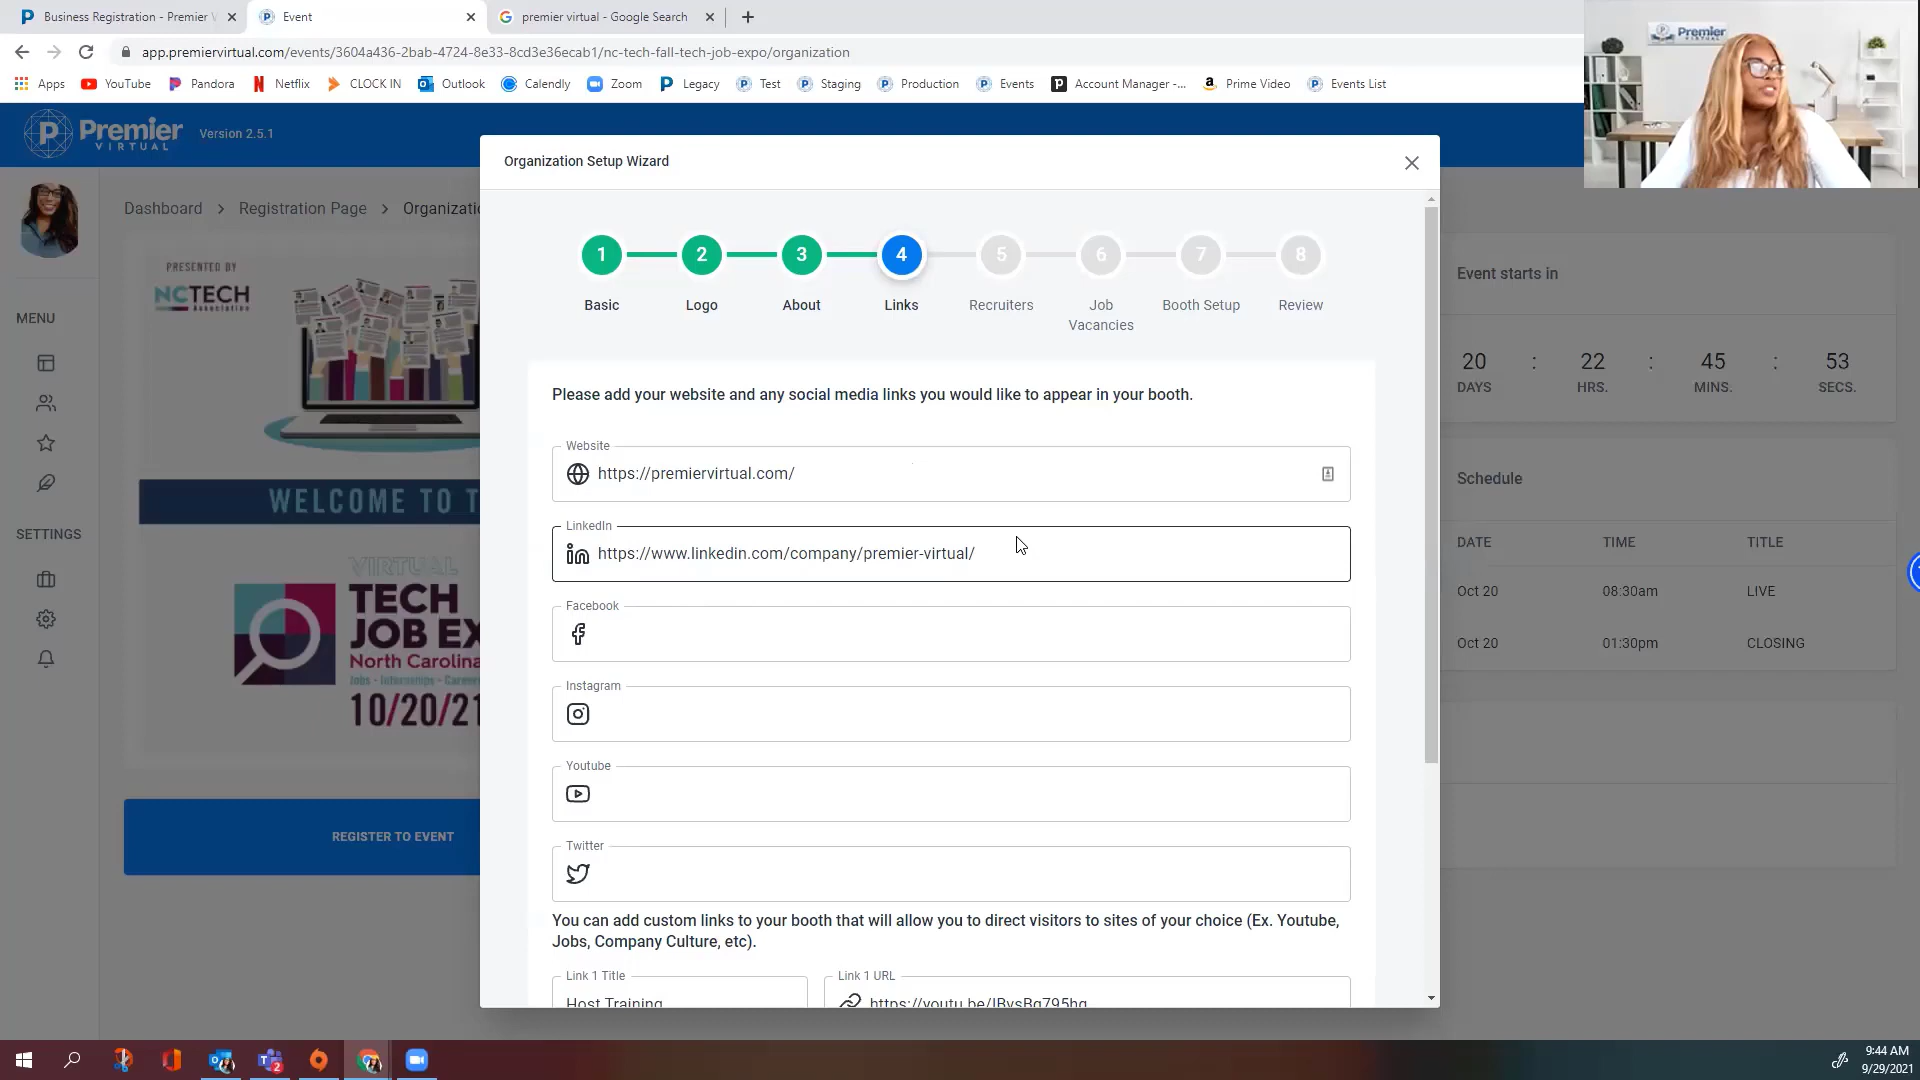 Business Registration - Premier
Event
premier virtual - Google Search
app.premiervirtual.com/events/3604a436-2bab-4724-8e33-8cd3e36ecab1/nc-tech-fall-tech-job-expo/organization
Apps YouTube Pandora Netflix CLOCK IN Outlook Calendly Zoom Legacy Test Staging Production Events Account Manager -... Prime Video Events List
Premier
VIRTUAL
Version 2.5.1
Premier
VIRTUAL
Organization Setup Wizard
Dashboard > Registration Page > Organizatio
1 2 3 4 5 6 7 8
Basic Logo About Links Recruiters Job Vacancies Booth Setup Review
MENU
SETTINGS
PRESENTED BY
NCTECH
Association
WELCOME TO T
VIRTUAL
TECH
JOB EX
North Carolina
Jobs - Internships - Careers
10/20/21
REGISTER TO EVENT
Please add your website and any social media links you would like to appear in your booth.
Website
https://premiervirtual.com/
LinkedIn
https://www.linkedin.com/company/premier-virtual/
Facebook
Instagram
Youtube
Twitter
You can add custom links to your booth that will allow you to direct visitors to sites of your choice (Ex. Youtube,
Jobs, Company Culture, etc).
Link 1 Title
Host Training
Link 1 URL
Event starts in
20 : 22 : 45 : 53
DAYS HRS. MINS. SECS.
Schedule
DATE TIME TITLE
Oct 20 08:30am LIVE
Oct 20 01:30pm CLOSING
2
9:44 AM
9/29/2021